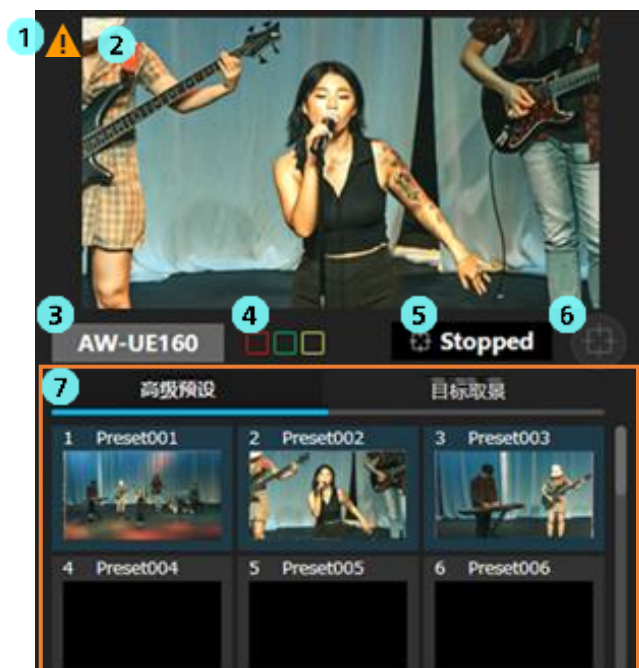 1
2
3
AW-UE160
4
5
Stopped
6
7
高级预设
目标取景
1 Preset001
2 Preset002
3 Preset003
4 Preset004
5 Preset005
6 Preset006